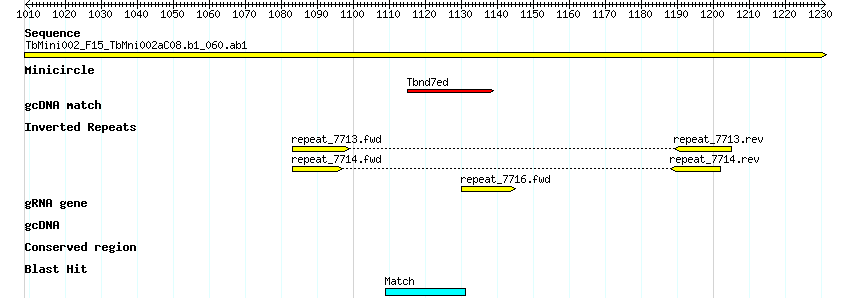 1010 1020 1030 1040 1050 1060 1070 1080 1090 1100 1110 1120 1130 1140 1150 1160 1170 1180 1190 1200 1210 1220 1230
Sequence
TbMini002_F15_TbMni002aC08.b1_060.ab1
Minicircle
Tbnd7ed
gcDNA match
Inverted Repeats
repeat_7713.fwd repeat_7713.rev
repeat_7714.fwd repeat_7714.rev
repeat_7716.fwd
gRNA gene
gcDNA
Conserved region
Blast Hit
Match